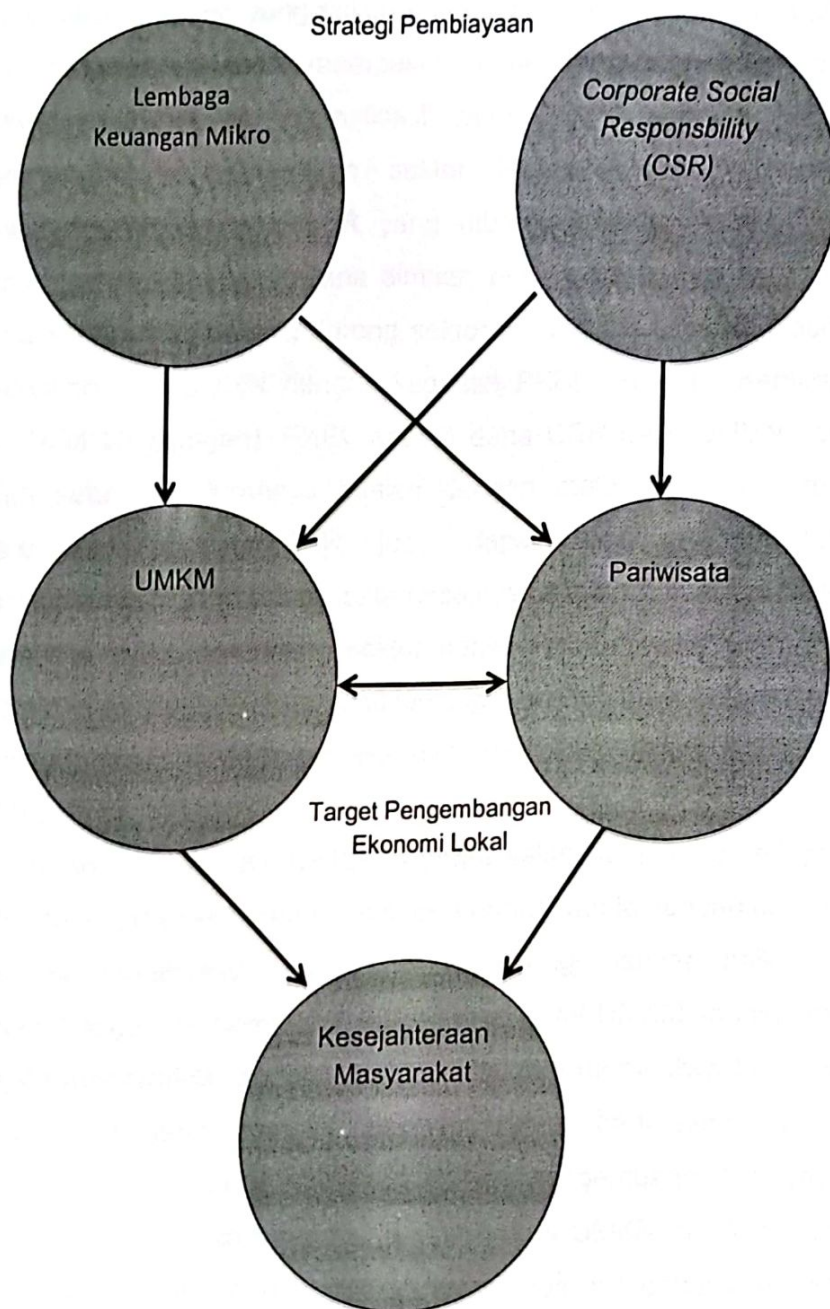 Strategi Pembiayaan
Lembaga
Keuangan Mikro
Corporate Social
Responsbility
(CSR)
UMKM
Pariwisata
Target Pengembangan
Ekonomi Lokal
Kesejahteraan
Masyarakat